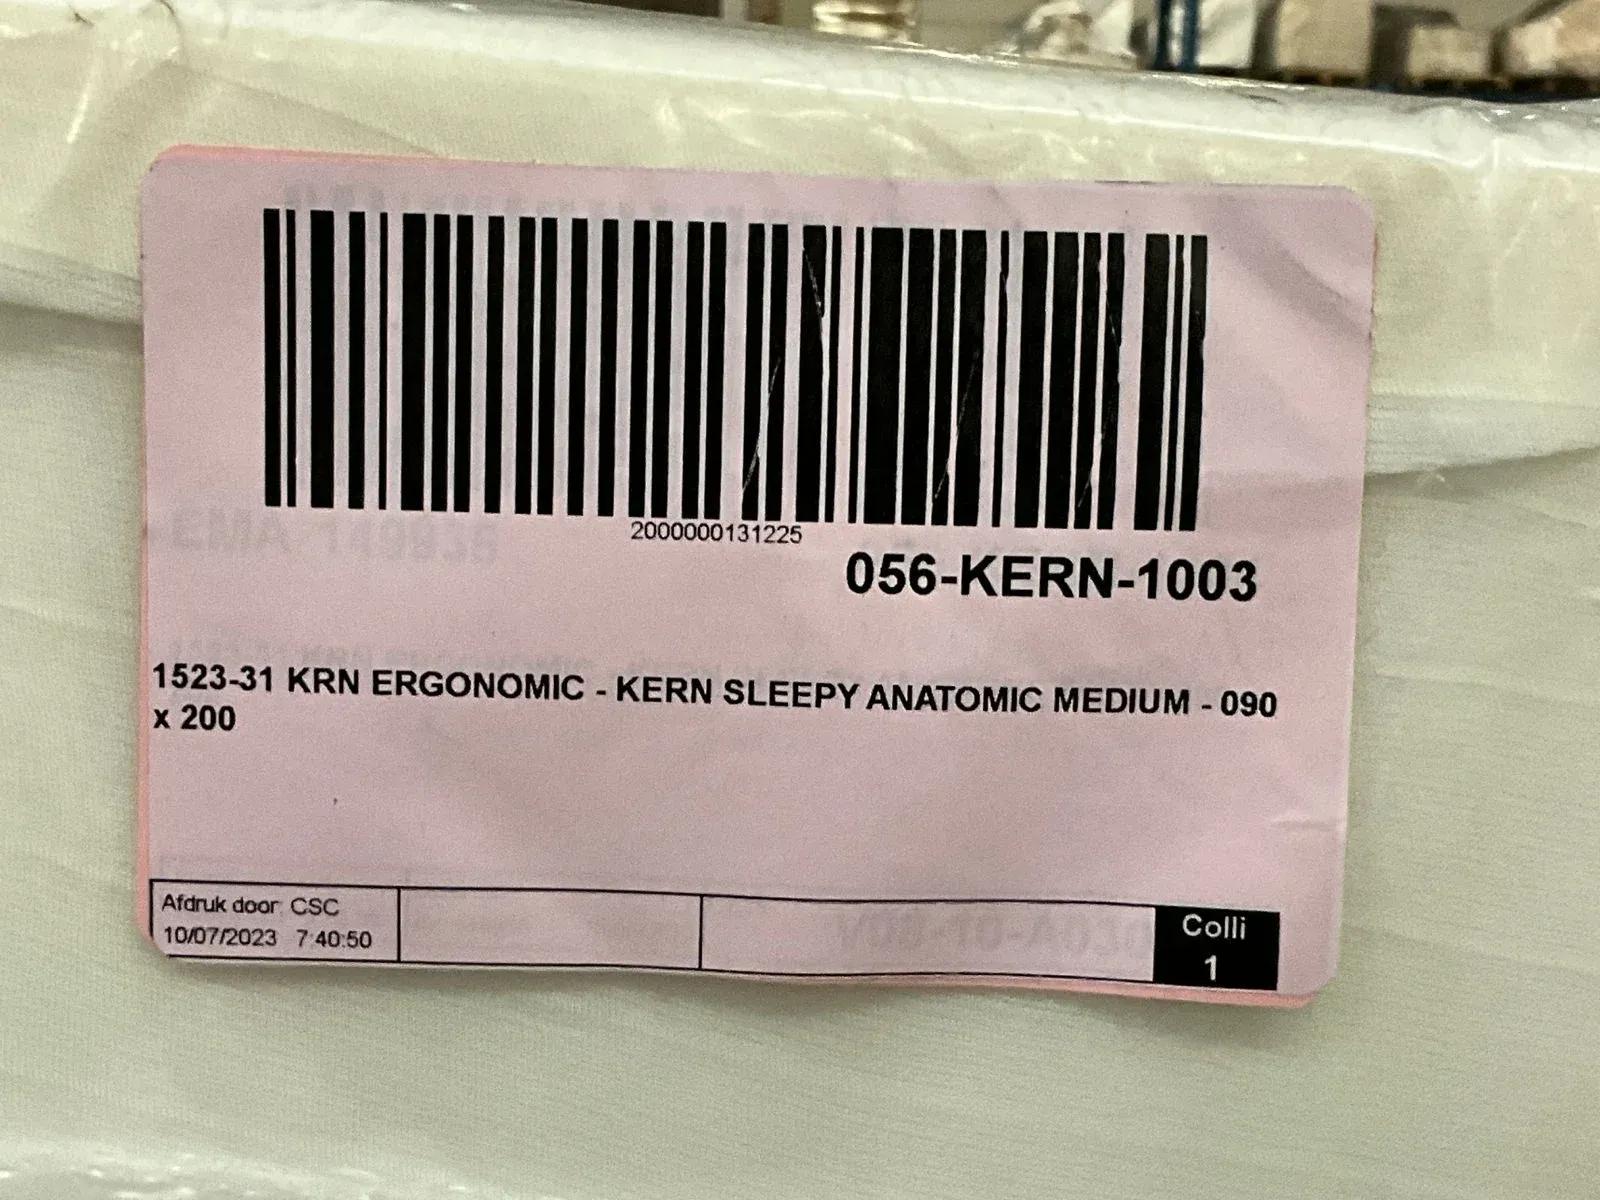 2000000131225
056-KERN-1003
1523-31 KRN ERGONOMIC - KERN SLEEPY ANATOMIC MEDIUM - 090
x 200
Afdruk door: CSC
10/07/2023 7:40:50
Colli
1